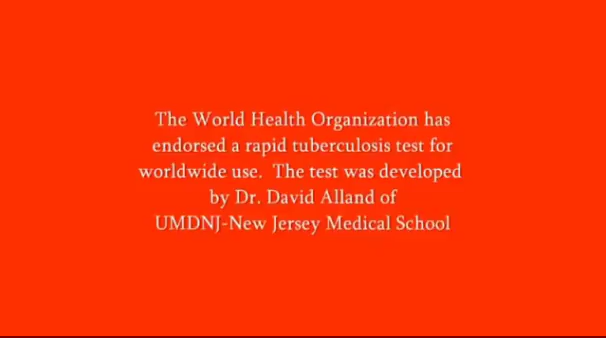 The World Health Organization has
endorsed a rapid tuberculosis test for
worldwide use.  The test was developed
by Dr. David Alland of
UMDNJ-New Jersey Medical School